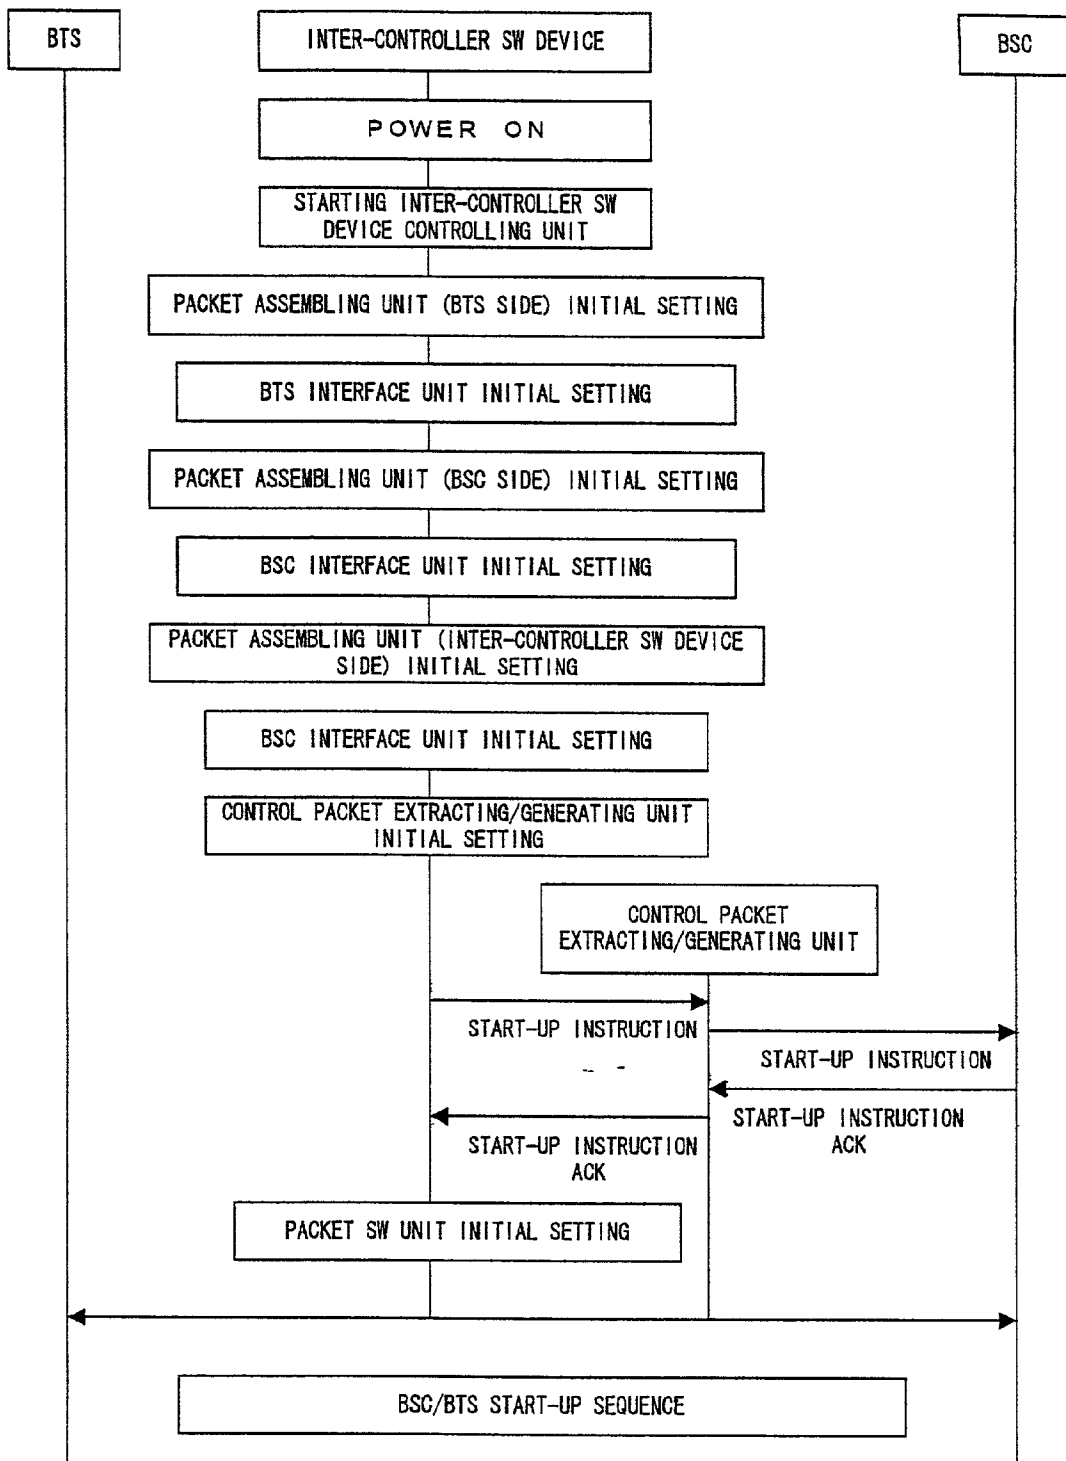 BTS
INTER-CONTROLLER SW DEVICE
BSC
POWER ON
STARTING INTER-CONTROLLER SW
DEVICE CONTROLLING UNIT
PACKET ASSEMBLING UNIT (BTS SIDE) INITIAL SETTING
BTS INTERFACE UNIT INITIAL SETTING
PACKET ASSEMBLING UNIT (BSC SIDE) INITIAL SETTING
BSC INTERFACE UNIT INITIAL SETTING
PACKET ASSEMBLING UNIT (INTER-CONTROLLER SW DEVICE
SIDE) INITIAL SETTING
BSC INTERFACE UNIT INITIAL SETTING
CONTROL PACKET EXTRACTING/GENERATING UNIT
INITIAL SETTING
CONTROL PACKET
EXTRACTING/GENERATING UNIT
START-UP INSTRUCTION
START-UP INSTRUCTION
START-UP INSTRUCTION
ACK
START-UP INSTRUCTION
ACK
PACKET SW UNIT INITIAL SETTING
BSC/BTS START-UP SEQUENCE